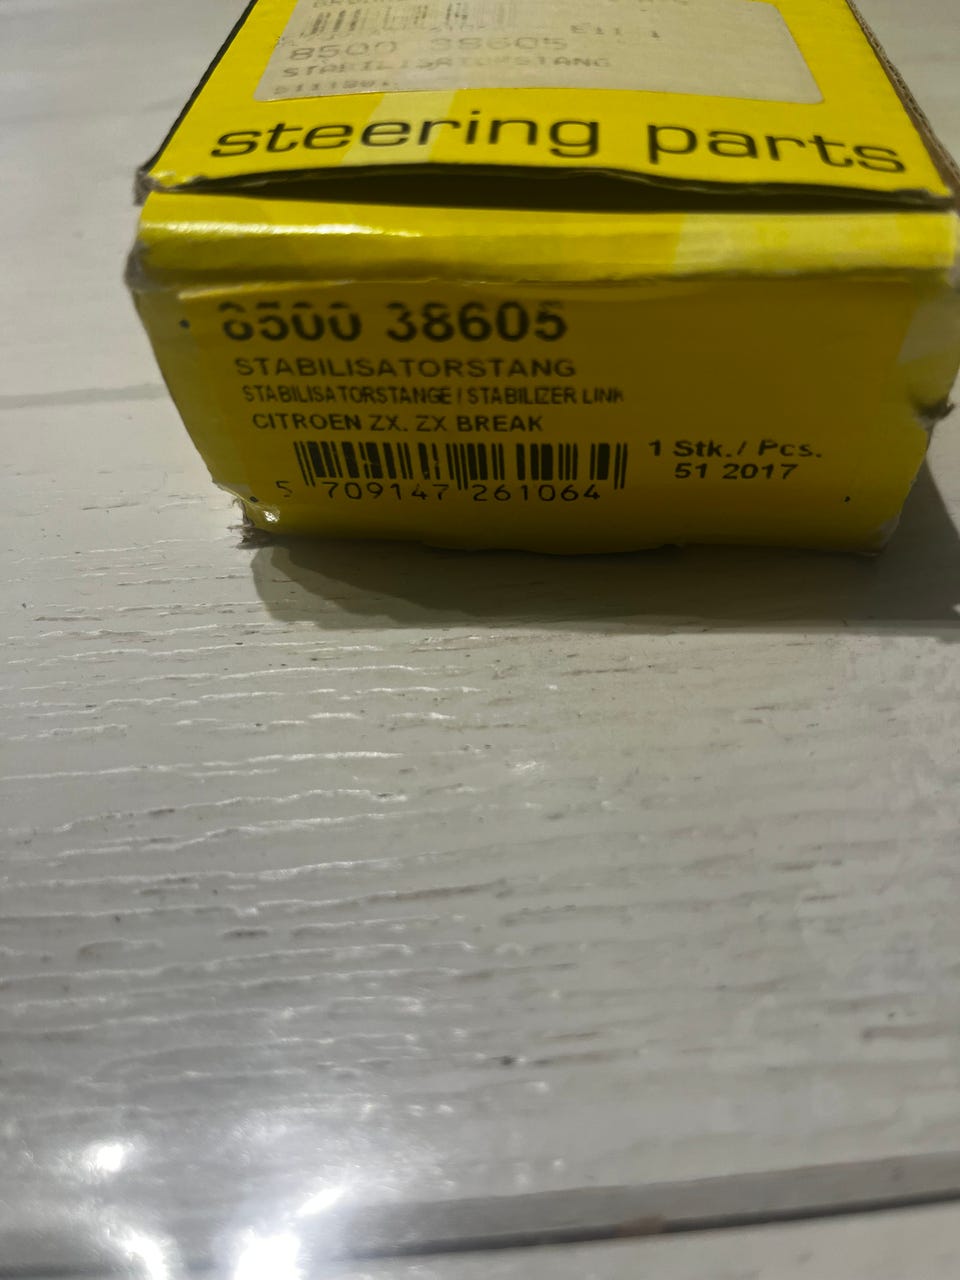 8500 38605
STABILISATORSTANG
steering parts
8500 38605
STABILISATORSTANG
STABILISATORSTANGE / STABILIZER LINK
CITROEN ZX. ZX BREAK
1 Stk./ Pcs.
51 2017
5 709147 261064